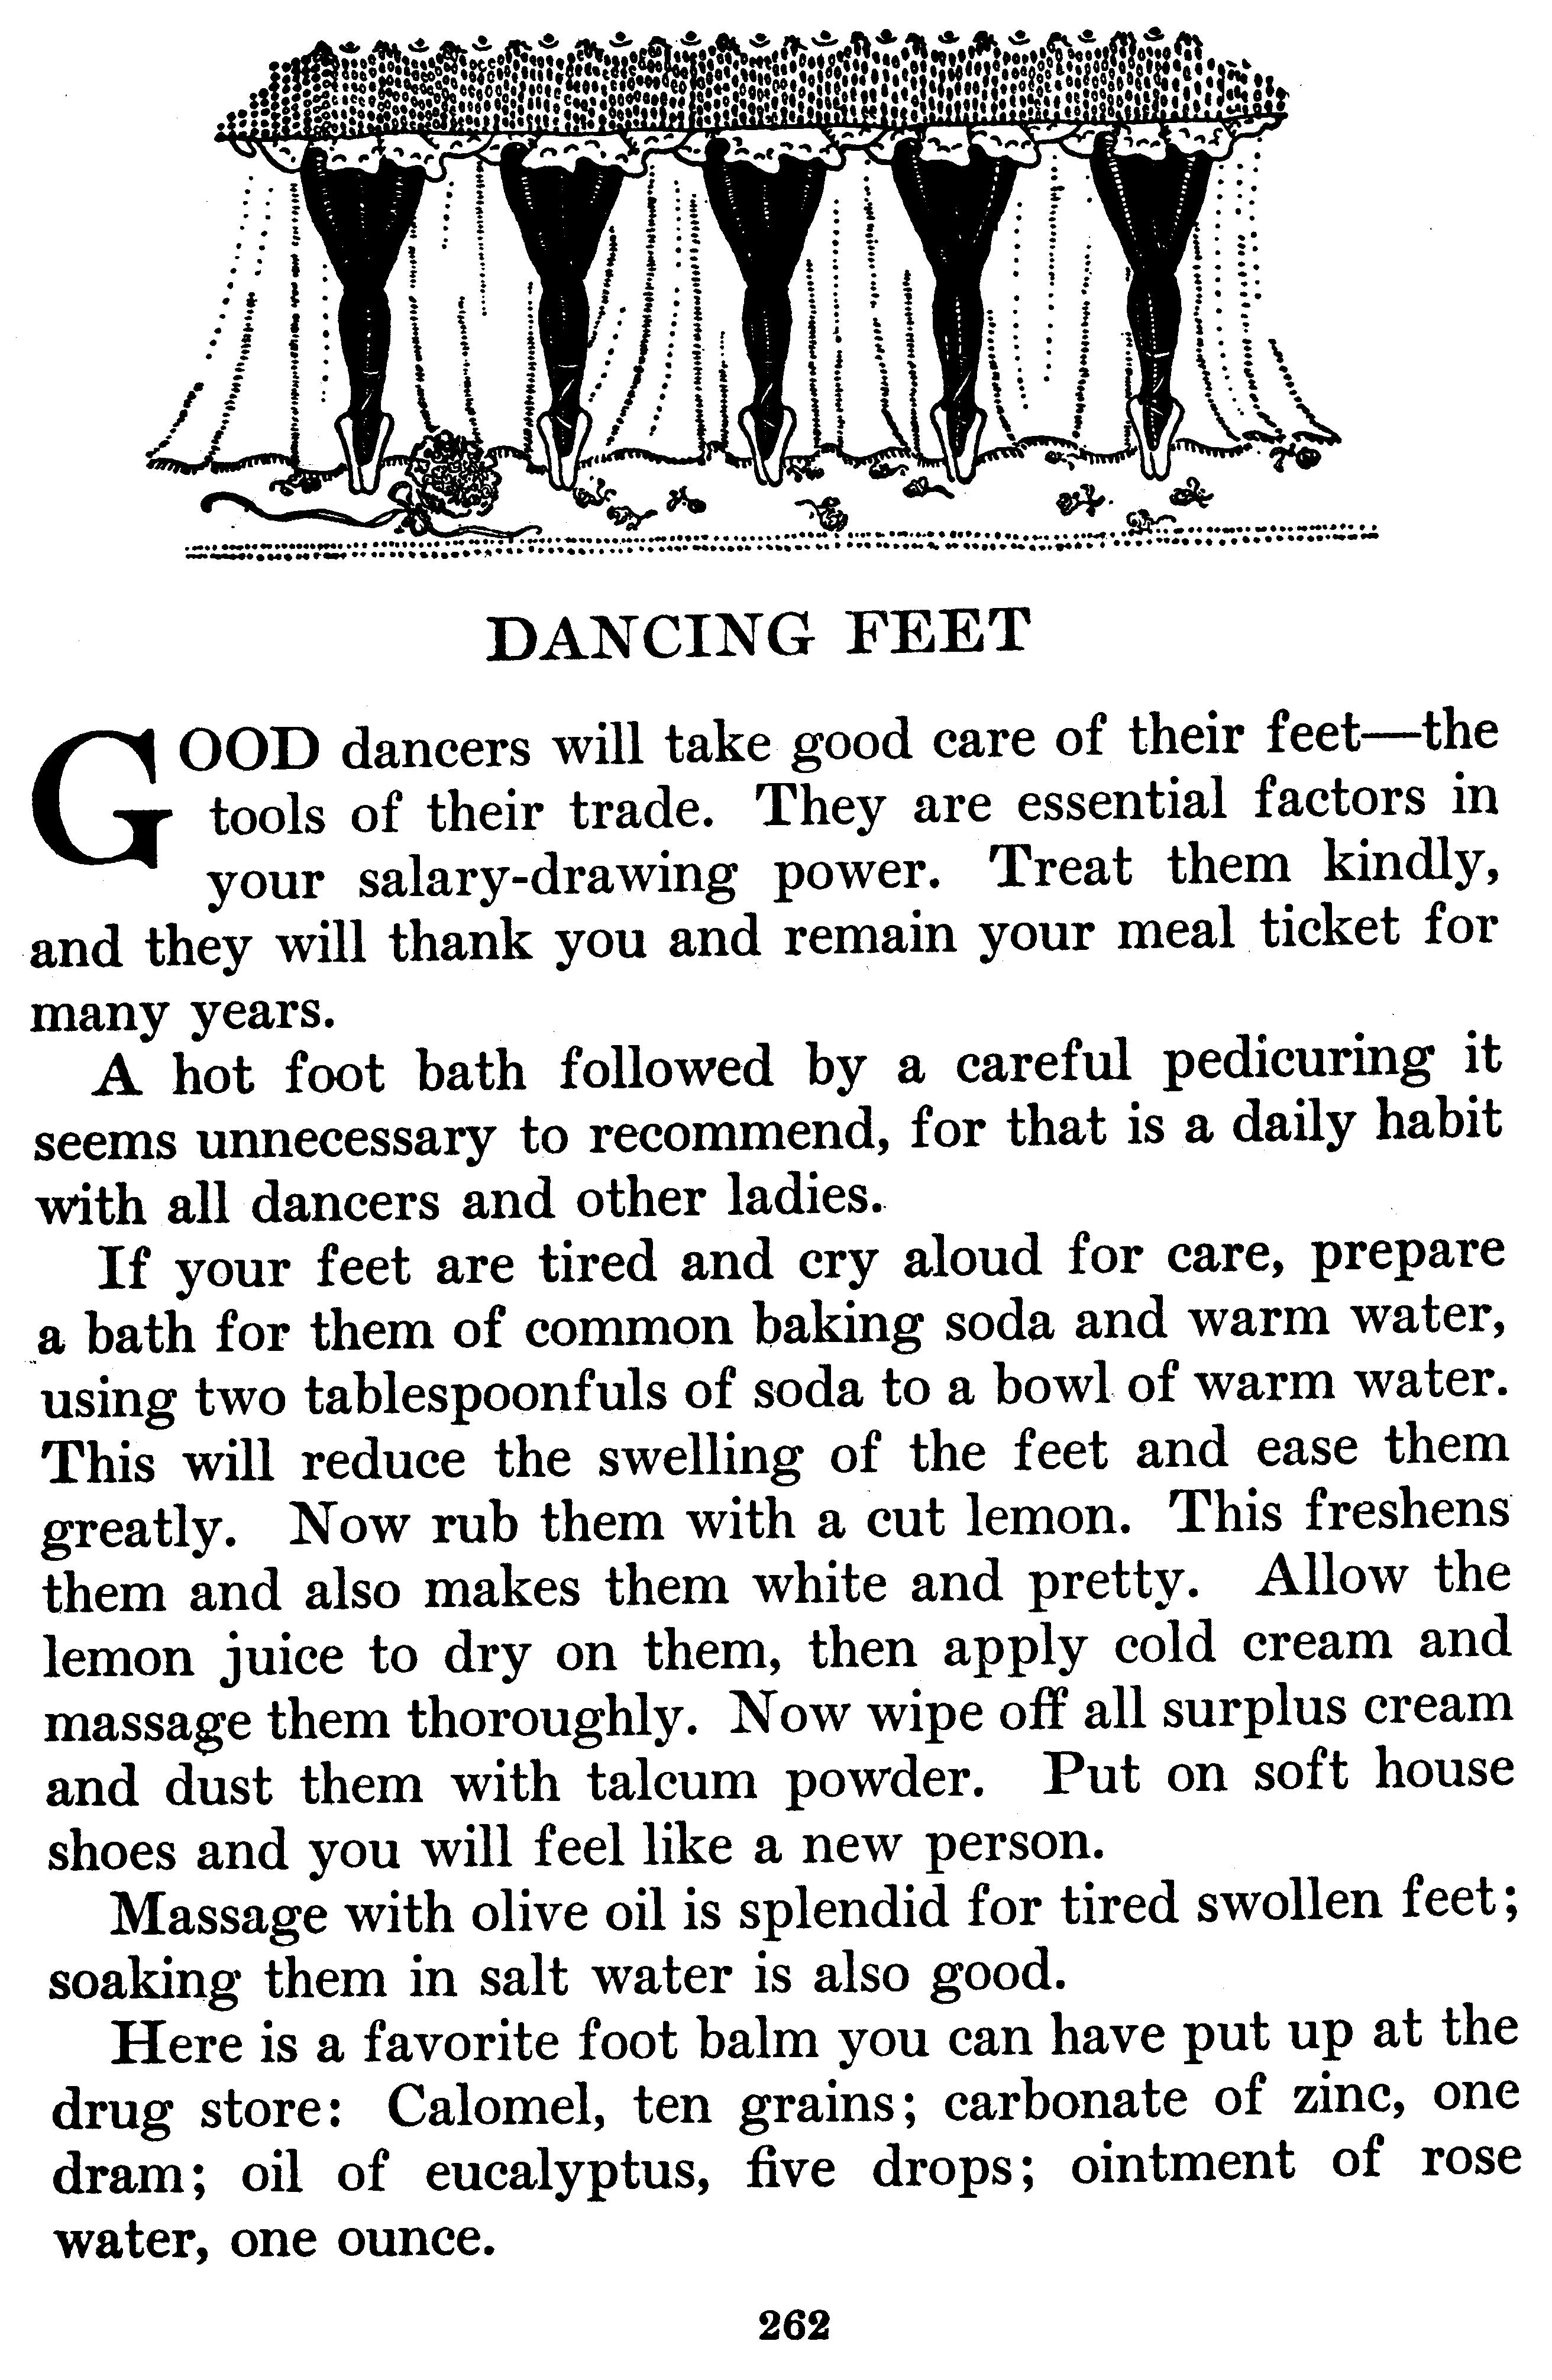 DANCING FEET
GOOD dancers will take good care of their feet—the
tools of their trade. They are essential factors in
your salary-drawing power. Treat them kindly,
and they will thank you and remain your meal ticket for
many years.
A hot foot bath followed by a careful pedicuring it
seems unnecessary to recommend, for that is a daily habit
with all dancers and other ladies.
If your feet are tired and cry aloud for care, prepare
a bath for them of common baking soda and warm water,
using two tablespoonfuls of soda to a bowl of warm water.
This will reduce the swelling of the feet and ease them
greatly. Now rub them with a cut lemon. This freshens
them and also makes them white and pretty. Allow the
lemon juice to dry on them, then apply cold cream and
massage them thoroughly. Now wipe off all surplus cream
and dust them with talcum powder. Put on soft house
shoes and you will feel like a new person.
Massage with olive oil is splendid for tired swollen feet;
soaking them in salt water is also good.
Here is a favorite foot balm you can have put up at the
drug store: Calomel, ten grains; carbonate of zinc, one
dram; oil of eucalyptus, five drops; ointment of rose
water, one ounce.
262